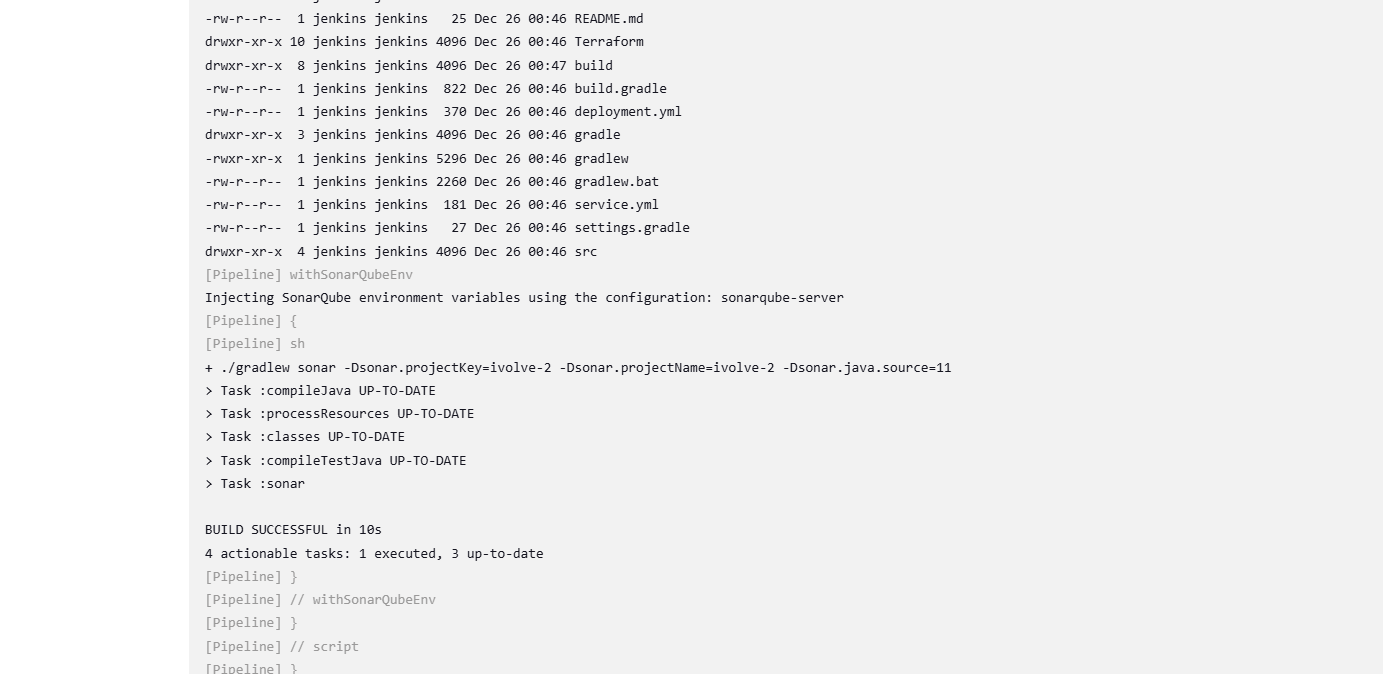 -rw-r--r--  1 jenkins jenkins   25 Dec 26 00:46 README.md
drwxr-xr-x 10 jenkins jenkins 4096 Dec 26 00:46 Terraform
drwxr-xr-x  8 jenkins jenkins 4096 Dec 26 00:47 build
-rw-r--r--  1 jenkins jenkins  822 Dec 26 00:46 build.gradle
-rw-r--r--  1 jenkins jenkins  370 Dec 26 00:46 deployment.yml
drwxr-xr-x  3 jenkins jenkins 4096 Dec 26 00:46 gradle
-rwxr-xr-x  1 jenkins jenkins 5296 Dec 26 00:46 gradlew
-rw-r--r--  1 jenkins jenkins 2260 Dec 26 00:46 gradlew.bat
-rw-r--r--  1 jenkins jenkins  181 Dec 26 00:46 service.yml
-rw-r--r--  1 jenkins jenkins   27 Dec 26 00:46 settings.gradle
drwxr-xr-x  4 jenkins jenkins 4096 Dec 26 00:46 src
[Pipeline] withSonarQubeEnv
Injecting SonarQube environment variables using the configuration: sonarqube-server
[Pipeline] {
[Pipeline] sh
+ ./gradlew sonar -Dsonar.projectKey=ivolve-2 -Dsonar.projectName=ivolve-2 -Dsonar.java.source=11
> Task :compileJava UP-TO-DATE
> Task :processResources UP-TO-DATE
> Task :classes UP-TO-DATE
> Task :compileTestJava UP-TO-DATE
> Task :sonar
BUILD SUCCESSFUL in 10s
4 actionable tasks: 1 executed, 3 up-to-date
[Pipeline] }
[Pipeline] // withSonarQubeEnv
[Pipeline] }
[Pipeline] // script
[Pipeline] }